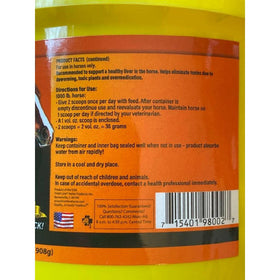 PRODUCT FACTS (continued)
For use in horses only.
Recommended to support a healthy liver in the horse. Helps eliminate toxins due to
deworming, toxic plants and overmedication.
Directions for Use:
1000 lb. horse:
- Give 2 scoops once per day with feed. After container is
empty discontinue use and reevaluate your horse. Maintain horse on
1 scoop per day if directed by your veterinarian.
- A 1 vol. oz. scoop is enclosed.
- 2 scoops = 2 vol. oz. = 36 grams
Warnings:
Keep container and inner bag sealed well when not in use - product absorbs
water from air rapidly!
Store in a cool and dry place.
Keep out of reach of children and animals.
In case of accidental overdose, contact a health professional immediately.
100% Satisfaction Guaranteed
Questions? Comments?
7 15401 98002 7
CK!
(908g)